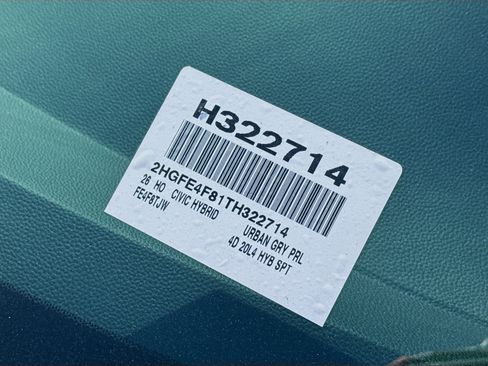 H322714
2HGFE4F81TH322714
26 HO CIVIC HYBRID URBAN GRY PRL
FE4F8TJW 4D 20L4 HYB SPT